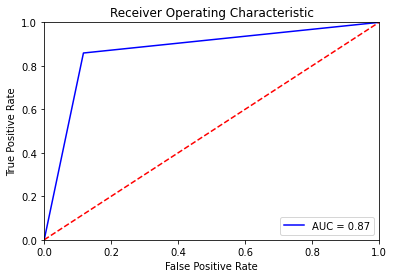 Receiver Operating Characteristic
1.0
0.8
0.6
0.4
0.2
0.0
True Positive Rate
AUC = 0.87
0.0 0.2 0.4 0.6 0.8 1.0
False Positive Rate